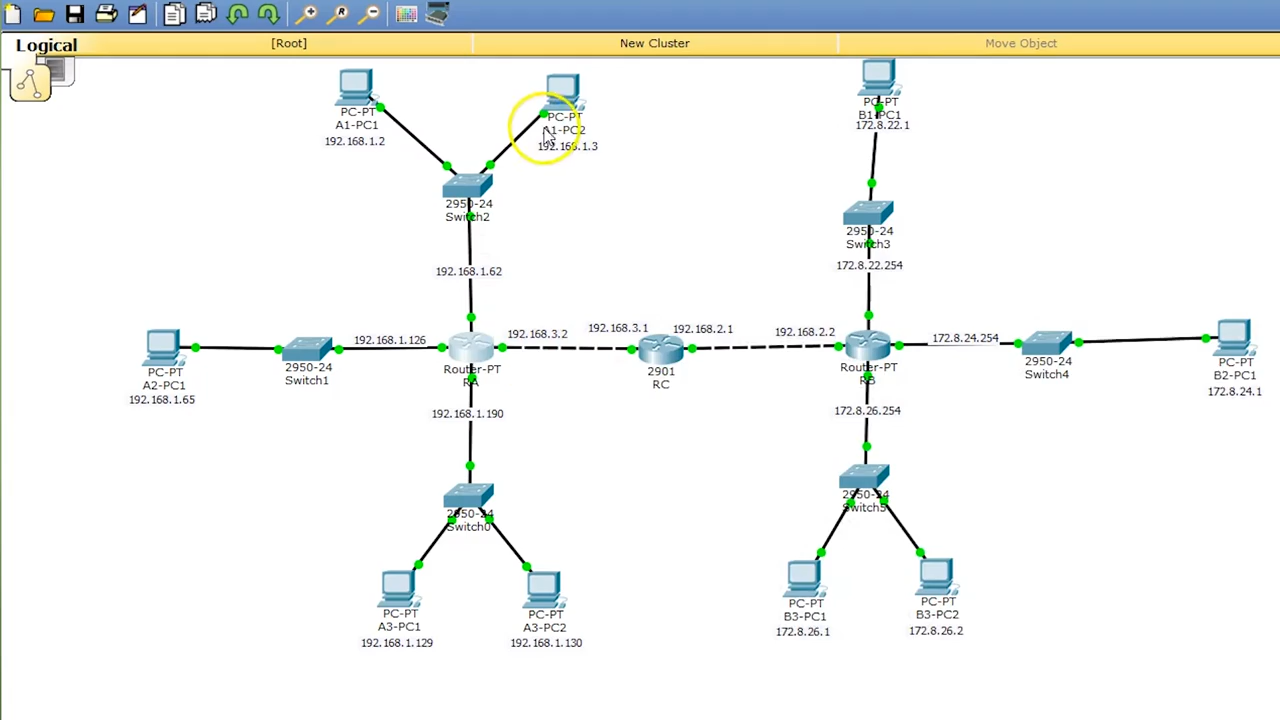 Logical
[Root]
New Cluster
Move Object
PC-PT
A1-PC1
192.168.1.2
PC-PT
A1-PC2
192.168.1.3
PC-PT
B1-PC1
172.8.22.1
2950-24
Switch2
2950-24
Switch3
192.168.1.62
172.8.22.254
PC-PT
A2-PC1
192.168.1.65
2950-24
Switch1
192.168.1.126
Router-PT
RA
192.168.3.2
192.168.3.1
2901
RC
192.168.2.1
192.168.2.2
Router-PT
RB
172.8.24.254
2950-24
Switch4
PC-PT
B2-PC1
172.8.24.1
192.168.1.190
172.8.26.254
2950-24
Switch0
2950-24
Switch5
PC-PT
A3-PC1
192.168.1.129
PC-PT
A3-PC2
192.168.1.130
PC-PT
B3-PC1
172.8.26.1
PC-PT
B3-PC2
172.8.26.2